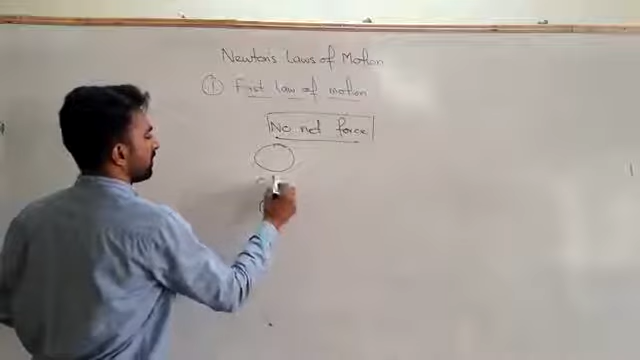 Newton's Laws of Motion
① First law of motion
No net force